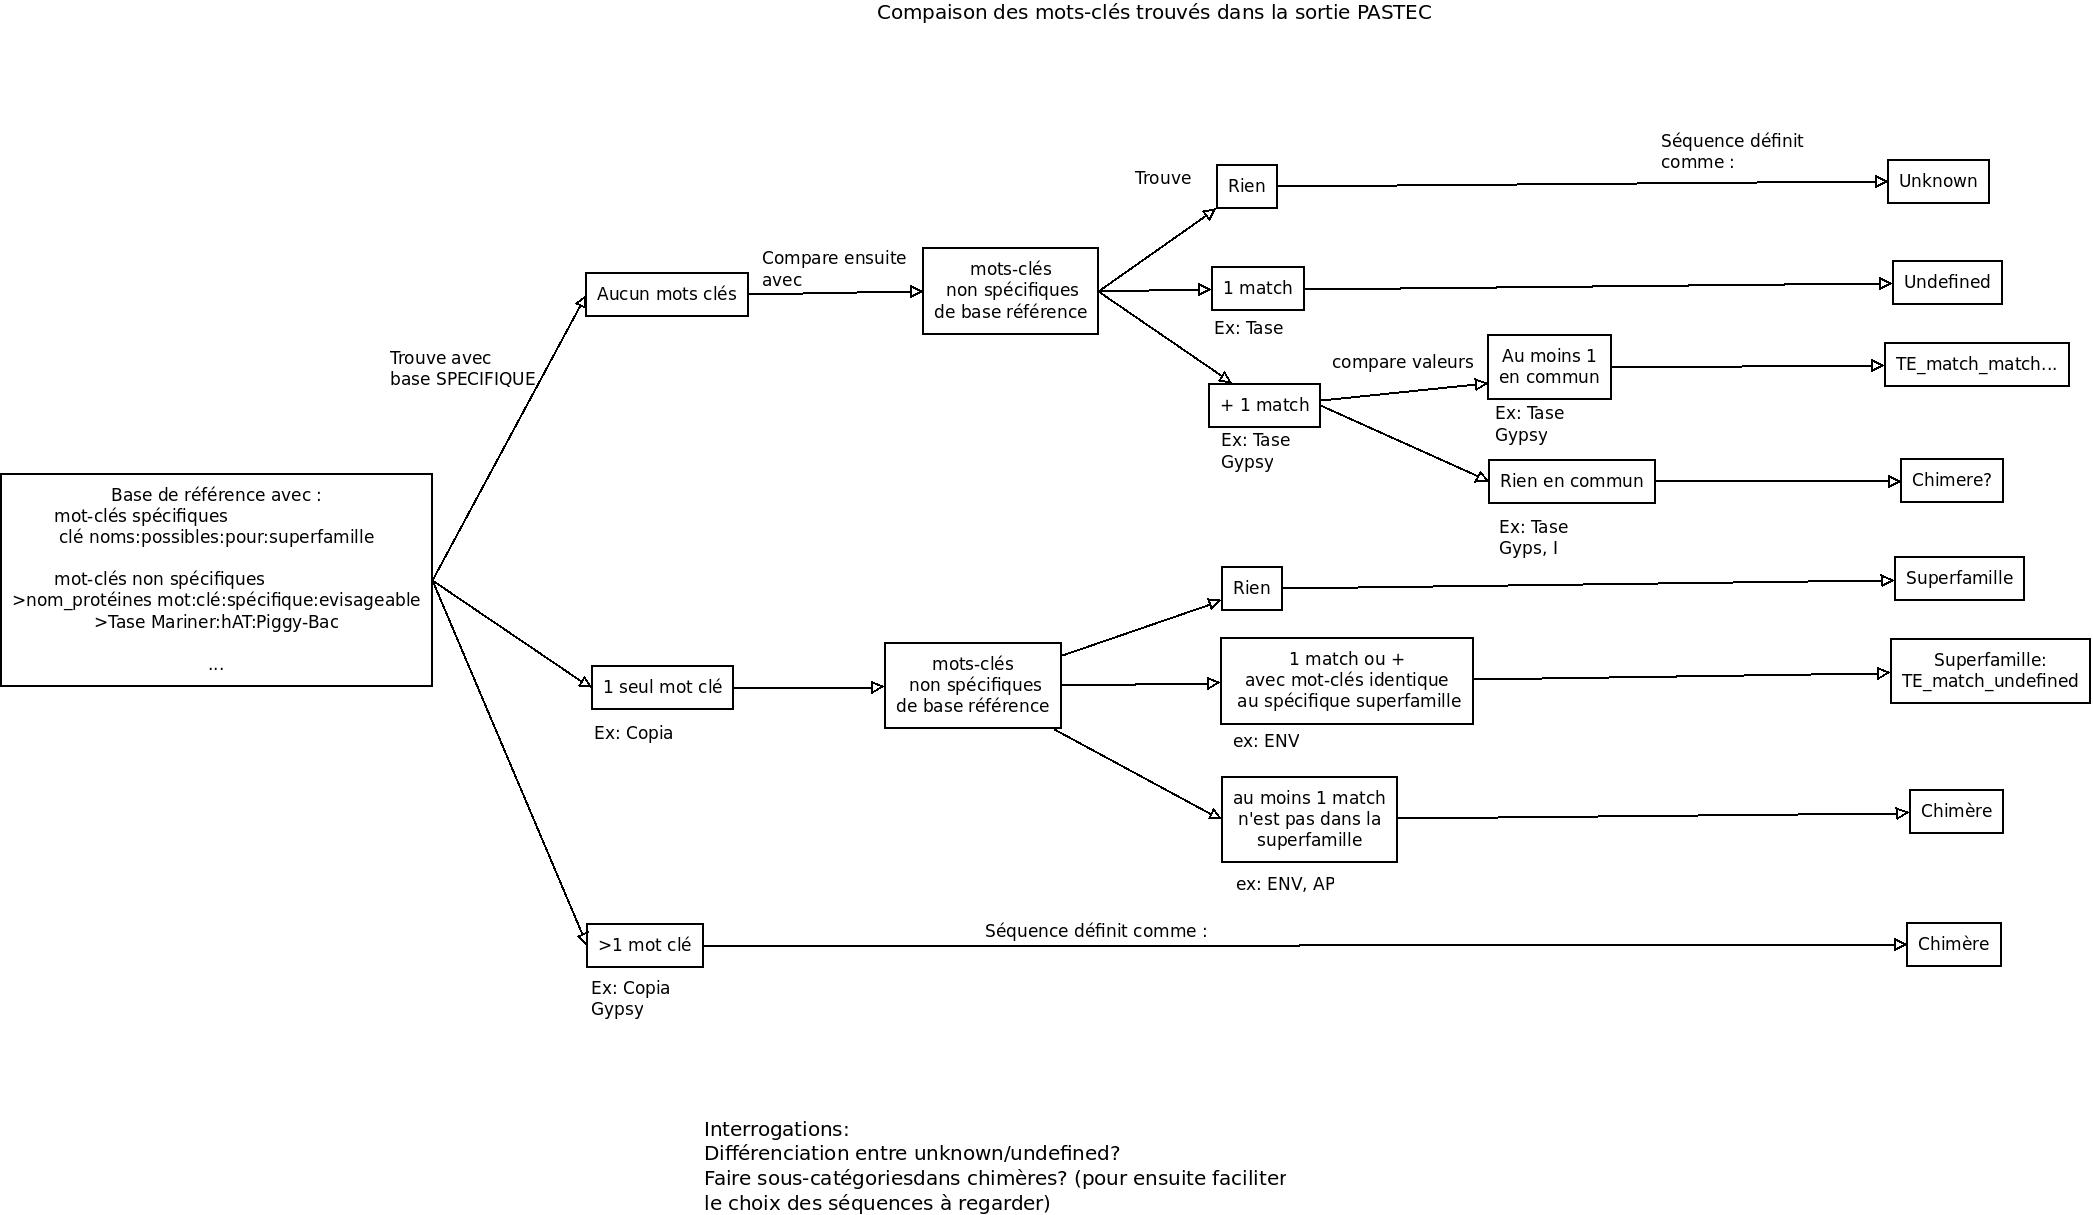 Compaison des mots-clés trouvés dans la sortie PASTEC
Séquence définit
comme :
Trouve
Rien
Unknown
Compare ensuite
avec
mots-clés
non spécifiques
de base référence
Aucun mots clés
1 match
Undefined
Ex: Tase
Trouve avec
base SPECIFIQUE
compare valeurs
Au moins 1
en commun
TE_match_match...
+ 1 match
Ex: Tase
Gypsy
Ex: Tase
Gypsy
Rien en commun
Chimere?
Ex: Tase
Gyps, I
Base de référence avec :
mot-clés spécifiques
clé noms:possibles:pour:superfamille
mot-clés non spécifiques
>nom_protéines mot:clé:spécifique:evisageable
>Tase Mariner:hAT:Piggy-Bac
...
Rien
Superfamille
1 seul mot clé
Ex: Copia
mots-clés
non spécifiques
de base référence
1 match ou +
avec mot-clés identique
au spécifique superfamille
ex: ENV
Superfamille:
TE_match_undefined
au moins 1 match
n'est pas dans la
superfamille
ex: ENV, AP
Chimère
>1 mot clé
Ex: Copia
Gypsy
Séquence définit comme :
Chimère
Interrogations:
Différenciation entre unknown/undefined?
Faire sous-catégoriesdans chimères? (pour ensuite faciliter
le choix des séquences à regarder)